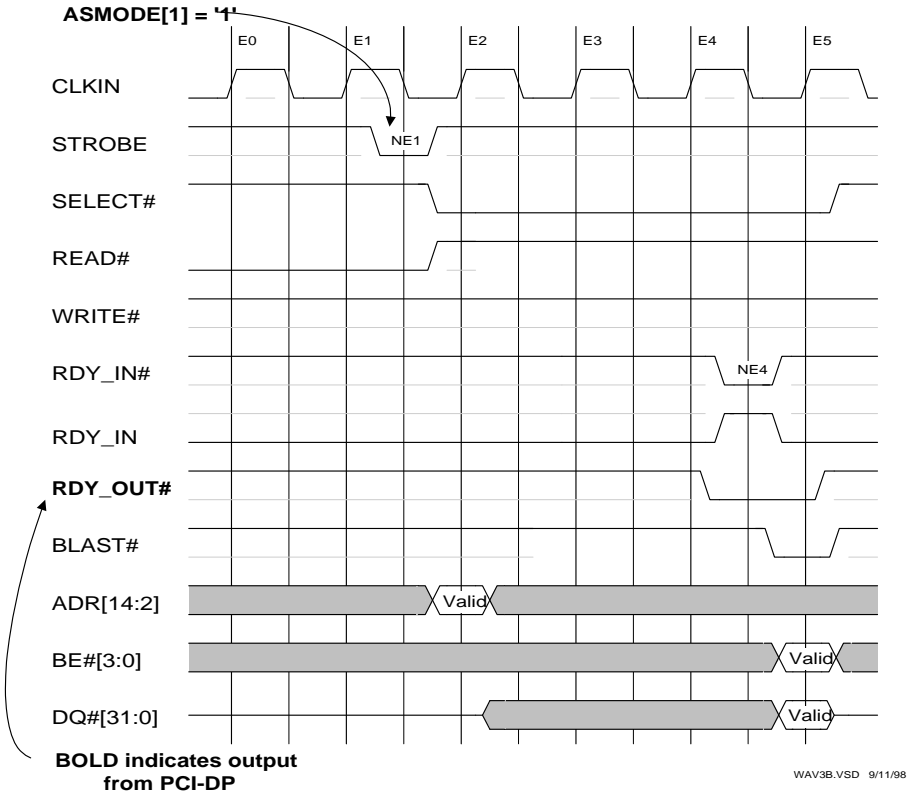 ASMODE[1] = '1'
E0 E1 E2 E3 E4 E5
CLKIN
STROBE NE1
SELECT#
READ#
WRITE#
RDY_IN# NE4
RDY_IN
RDY_OUT#
BLAST#
ADR[14:2] Valid
BE#[3:0] Valid
DQ#[31:0] Valid
BOLD indicates output
from PCI-DP
WAV3B.VSD 9/11/98